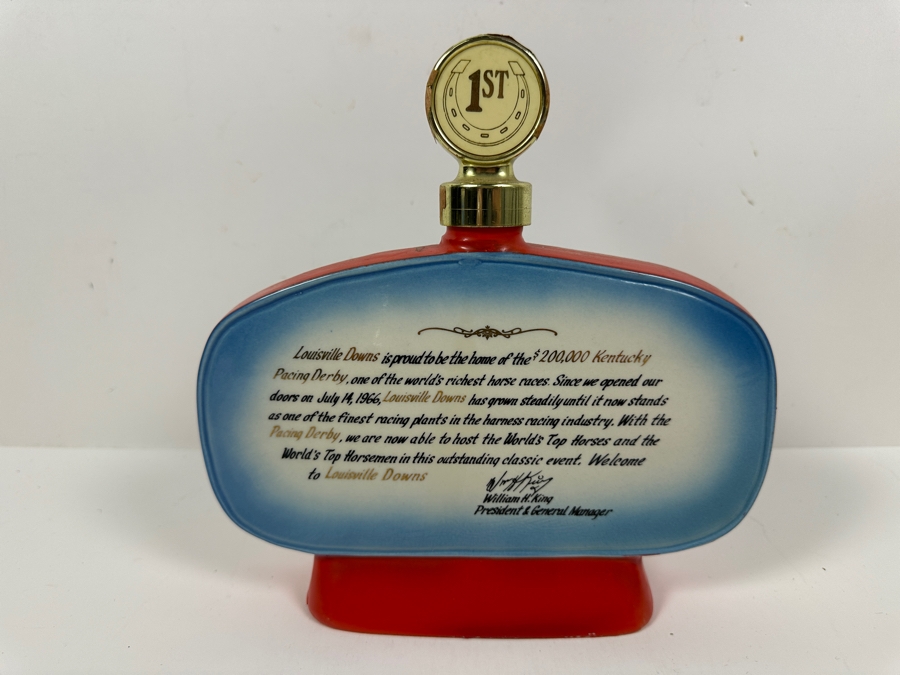 1ST
Louisville Downs is proud to be the home of the $200,000 Kentucky
Pacing Derby, one of the world's richest horse races. Since we opened our
doors on July 14, 1966, Louisville Downs has grown steadily until it now stands
as one of the finest racing plants in the harness racing industry. With the
Pacing Derby, we are now able to host the World's Top Horses and the
World's Top Horsemen in this outstanding classic event. Welcome
to Louisville Downs
Wm H King
William H. King
President & General Manager